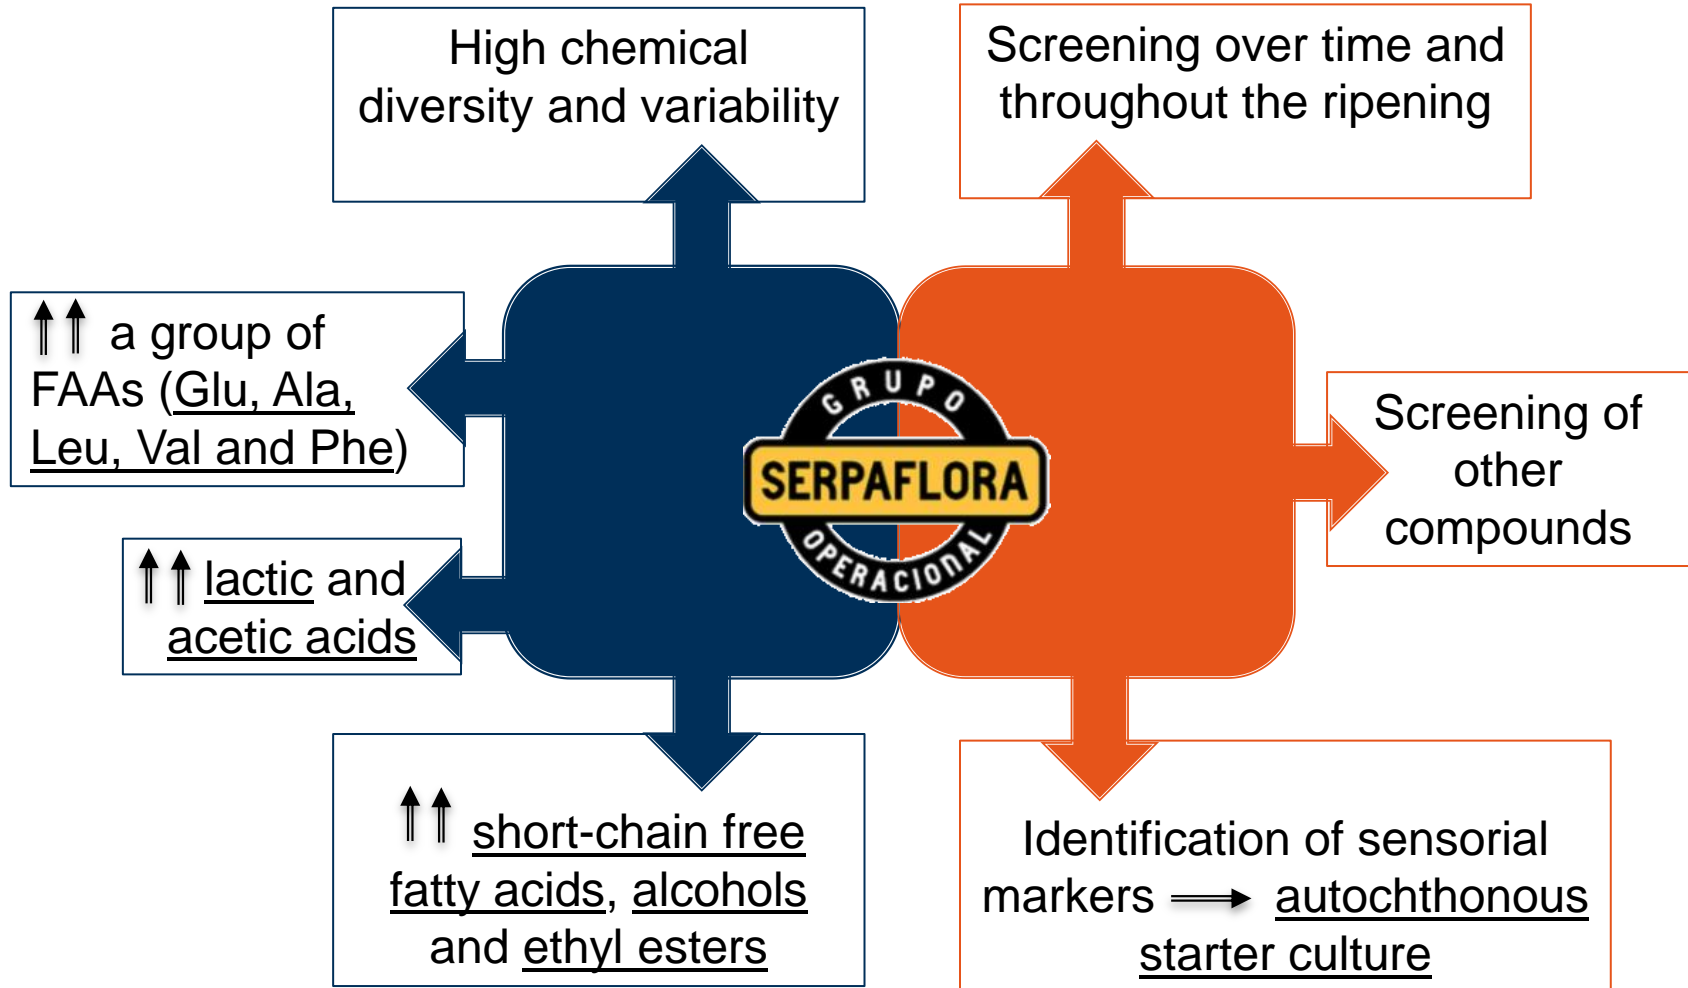 High chemical
diversity and variability
Screening over time and
throughout the ripening
↑↑ a group of
FAAs (Glu, Ala,
Leu, Val and Phe)
GRUPO
SERPAFLORA
OPERACIONAL
Screening of
other
compounds
↑↑ lactic and
acetic acids
↑↑ short-chain free
fatty acids, alcohols
and ethyl esters
Identification of sensorial
markers ⟹ autochthonous
starter culture